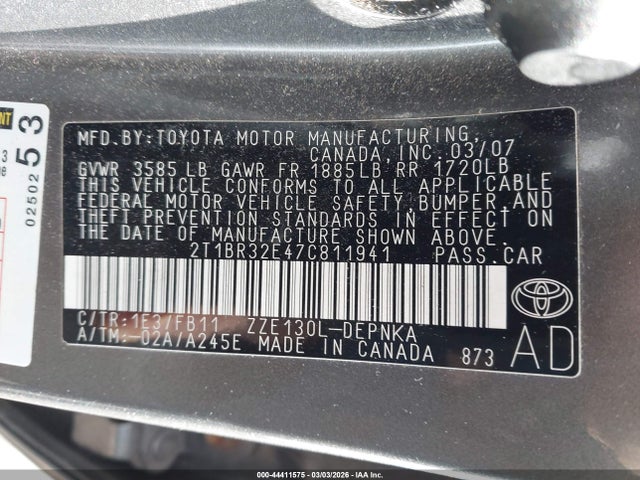 MFD.BY:TOYOTA MOTOR MANUFACTURING,
CANADA,INC. 03/07
GVWR 3585 LB GAWR FR 1885LB RR 1720LB
THIS VEHICLE CONFORMS TO ALL APPLICABLE
FEDERAL MOTOR VEHICLE SAFETY, BUMPER, AND
THEFT PREVENTION STANDARDS IN EFFECT ON
THE DATE OF MANUFACTURE SHOWN ABOVE.
2T1BR32E47C811941 PASS.CAR
C/TR:1E3/FB11 ZZE130L-DEPNKA
A/TM:-02A/A245E MADE IN CANADA 873
AD
02502
53
000-44411575 - 03/03/2026 - IAAI.com